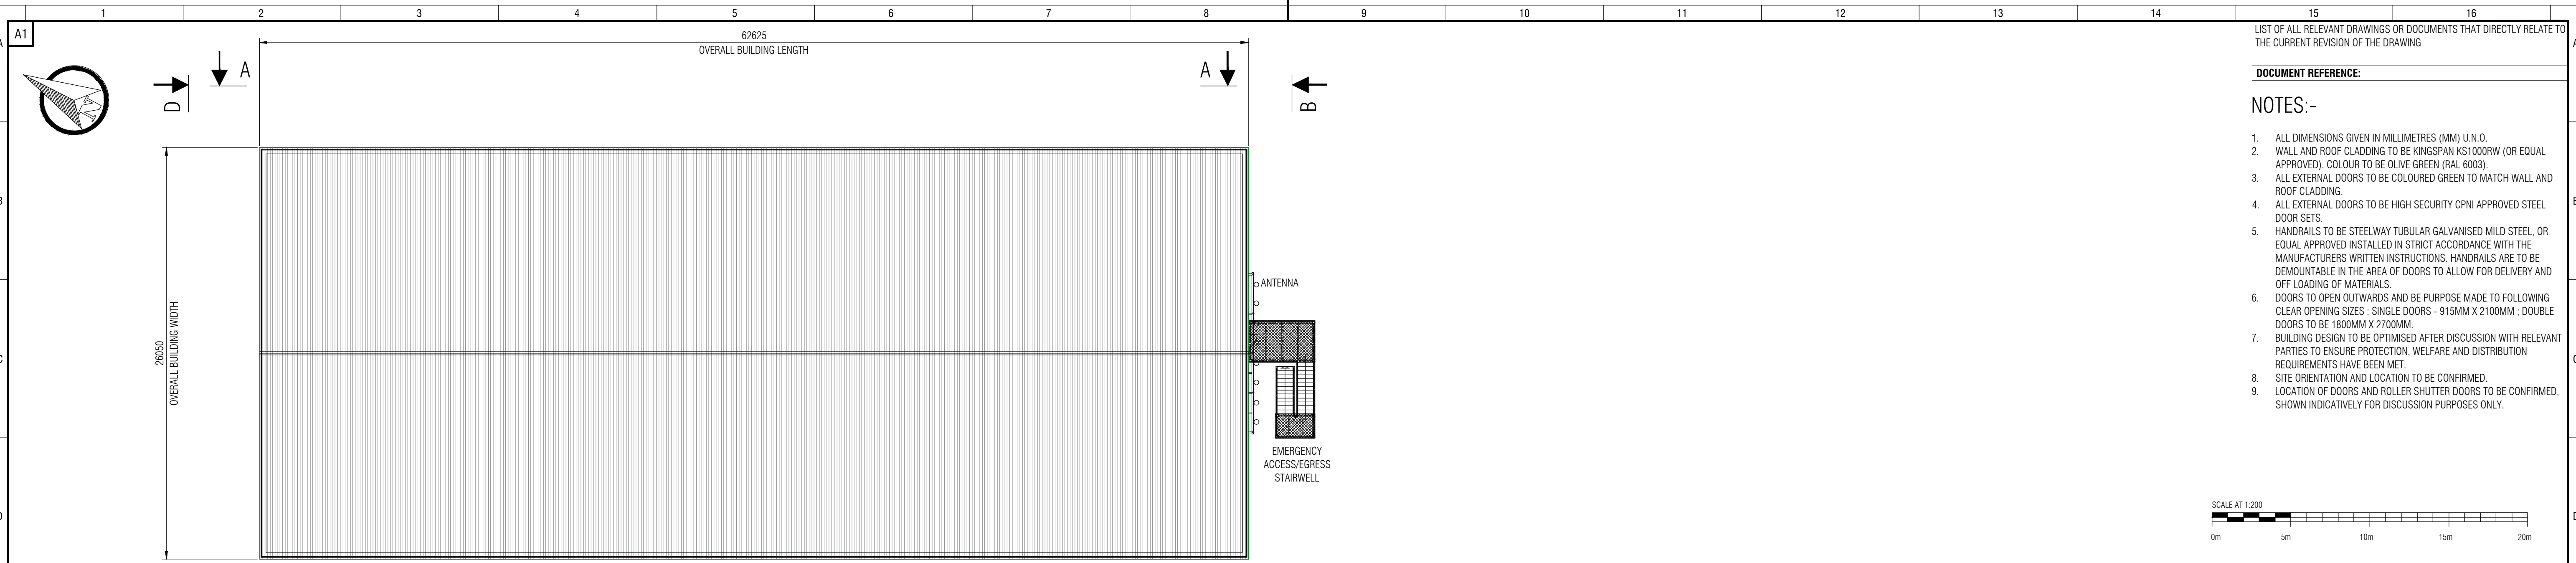 1 2 3 4 5 6 7 8 9 10 11 12 13 14 15 16
A1
62625
OVERALL BUILDING LENGTH
A
A
D
B
N
26050
OVERALL BUILDING WIDTH
ANTENNA
EMERGENCY
ACCESS/EGRESS
STAIRWELL
LIST OF ALL RELEVANT DRAWINGS OR DOCUMENTS THAT DIRECTLY RELATE TO
THE CURRENT REVISION OF THE DRAWING
DOCUMENT REFERENCE:
NOTES:-
1. ALL DIMENSIONS GIVEN IN MILLIMETRES (MM) U.N.O.
2. WALL AND ROOF CLADDING TO BE KINGSPAN KS1000RW (OR EQUAL
APPROVED). COLOUR TO BE OLIVE GREEN (RAL 6003).
3. ALL EXTERNAL DOORS TO BE COLOURED GREEN TO MATCH WALL AND
ROOF CLADDING.
4. ALL EXTERNAL DOORS TO BE HIGH SECURITY CPNI APPROVED STEEL
DOOR SETS.
5. HANDRAILS TO BE STEELWAY TUBULAR GALVANISED MILD STEEL, OR
EQUAL APPROVED INSTALLED IN STRICT ACCORDANCE WITH THE
MANUFACTURERS WRITTEN INSTRUCTIONS. HANDRAILS ARE TO BE
DEMOUNTABLE IN THE AREA OF DOORS TO ALLOW FOR DELIVERY AND
OFF LOADING OF MATERIALS.
6. DOORS TO OPEN OUTWARDS AND BE PURPOSE MADE TO FOLLOWING
CLEAR OPENING SIZES : SINGLE DOORS - 915MM X 2100MM ; DOUBLE
DOORS TO BE 1800MM X 2700MM.
7. BUILDING DESIGN TO BE OPTIMISED AFTER DISCUSSION WITH RELEVANT
PARTIES TO ENSURE PROTECTION, WELFARE AND DISTRIBUTION
REQUIREMENTS HAVE BEEN MET.
8. SITE ORIENTATION AND LOCATION TO BE CONFIRMED.
9. LOCATION OF DOORS AND ROLLER SHUTTER DOORS TO BE CONFIRMED,
SHOWN INDICATIVELY FOR DISCUSSION PURPOSES ONLY.
SCALE AT 1:200
0m 5m 10m 15m 20m